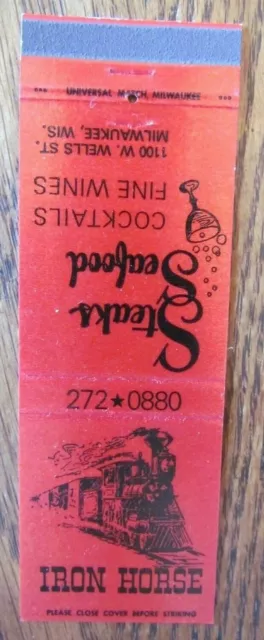 UNIVERSAL MATCH, MILWAUKEE
Steaks
Seafood
COCKTAILS
FINE WINES
1100 W. WELLS ST.
MILWAUKEE, WIS.
272★0880
IRON HORSE
PLEASE CLOSE COVER BEFORE STRIKING